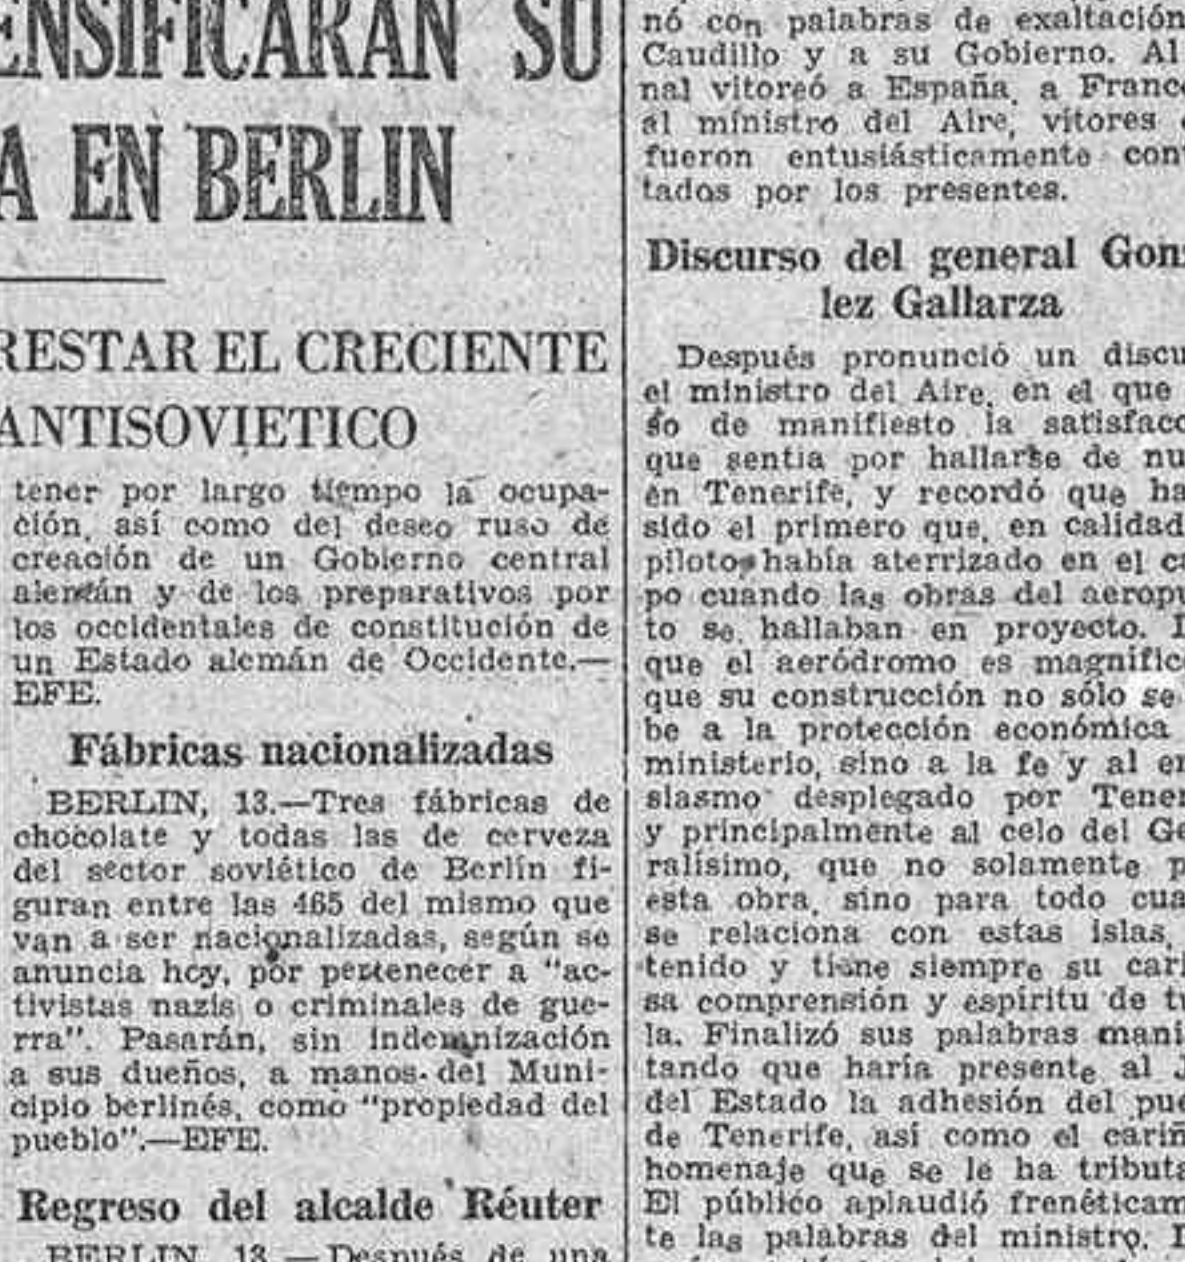 ENSIFICARAN SU
A EN BERLIN
RESTAR EL CRECIENTE
ANTISOVIETICO
tener por largo tiempo la ocupa-
ción, así como del deseo ruso de
creación de un Gobierno central
alemán y de los preparativos por
los occidentales de constitución de
un Estado alemán de Occidente.—
EFE.
Fábricas nacionalizadas
BERLIN, 13.—Tres fábricas de
chocolate y todas las de cerveza
del sector soviético de Berlín fi-
guran entre las 465 del mismo que
van a ser nacionalizadas, según se
anuncia hoy, por pertenecer a "ac-
tivistas nazis o criminales de gue-
rra". Pasarán, sin indemnización
a sus dueños, a manos del Muni-
cipio berlinés, como "propiedad del
pueblo".—EFE.
Regreso del alcalde Réuter
BERLIN, 13.—Después de una
nó con palabras de exaltación
Caudillo y a su Gobierno. Al
nal vitoreó a España, a Franc
al ministro del Aire, vítores
fueron entusiásticamente con
tados por los presentes.
Discurso del general Gon
lez Gallarza
Después pronunció un discu
el ministro del Aire, en el que
so de manifiesto la satisfacc
que sentia por hallarse de nu
en Tenerife, y recordó que ha
sido el primero que, en calidad
piloto, había aterrizado en el c
po cuando las obras del aeropu
to se hallaban en proyecto.
que el aeródromo es magnífic
que su construcción no sólo se
be a la protección económica
ministerio, sino a la fe y al en
siasmo desplegado por Tener
y principalmente al celo del Ge
ralísimo, que no solamente p
esta obra, sino para todo cua
se relaciona con estas islas,
tenido y tiene siempre su cari
sa comprensión y espíritu de t
la. Finalizó sus palabras mani
tando que haría presente al J
del Estado la adhesión del pue
de Tenerife, así como el cariñ
homenaje que se le ha tributa
El público aplaudió frenéticam
te las palabras del ministro.